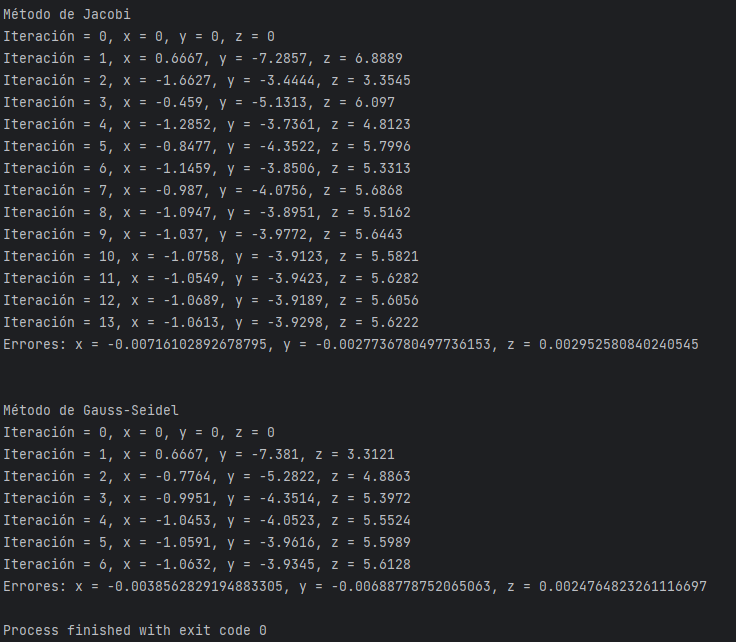 Método de Jacobi
Iteración = 0, x = 0, y = 0, z = 0
Iteración = 1, x = 0.6667, y = -7.2857, z = 6.8889
Iteración = 2, x = -1.6627, y = -3.4444, z = 3.3545
Iteración = 3, x = -0.459, y = -5.1313, z = 6.097
Iteración = 4, x = -1.2852, y = -3.7361, z = 4.8123
Iteración = 5, x = -0.8477, y = -4.3522, z = 5.7996
Iteración = 6, x = -1.1459, y = -3.8506, z = 5.3313
Iteración = 7, x = -0.987, y = -4.0756, z = 5.6868
Iteración = 8, x = -1.0947, y = -3.8951, z = 5.5162
Iteración = 9, x = -1.037, y = -3.9772, z = 5.6443
Iteración = 10, x = -1.0758, y = -3.9123, z = 5.5821
Iteración = 11, x = -1.0549, y = -3.9423, z = 5.6282
Iteración = 12, x = -1.0689, y = -3.9189, z = 5.6056
Iteración = 13, x = -1.0613, y = -3.9298, z = 5.6222
Errores: x = -0.00716102892678795, y = -0.0027736780497736153, z = 0.002952580840240545
Método de Gauss-Seidel
Iteración = 0, x = 0, y = 0, z = 0
Iteración = 1, x = 0.6667, y = -7.381, z = 3.3121
Iteración = 2, x = -0.7764, y = -5.2822, z = 4.8863
Iteración = 3, x = -0.9951, y = -4.3514, z = 5.3972
Iteración = 4, x = -1.0453, y = -4.0523, z = 5.5524
Iteración = 5, x = -1.0591, y = -3.9616, z = 5.5989
Iteración = 6, x = -1.0632, y = -3.9345, z = 5.6128
Errores: x = -0.0038562829194883305, y = -0.00688778752065063, z = 0.0024764823261116697
Process finished with exit code 0